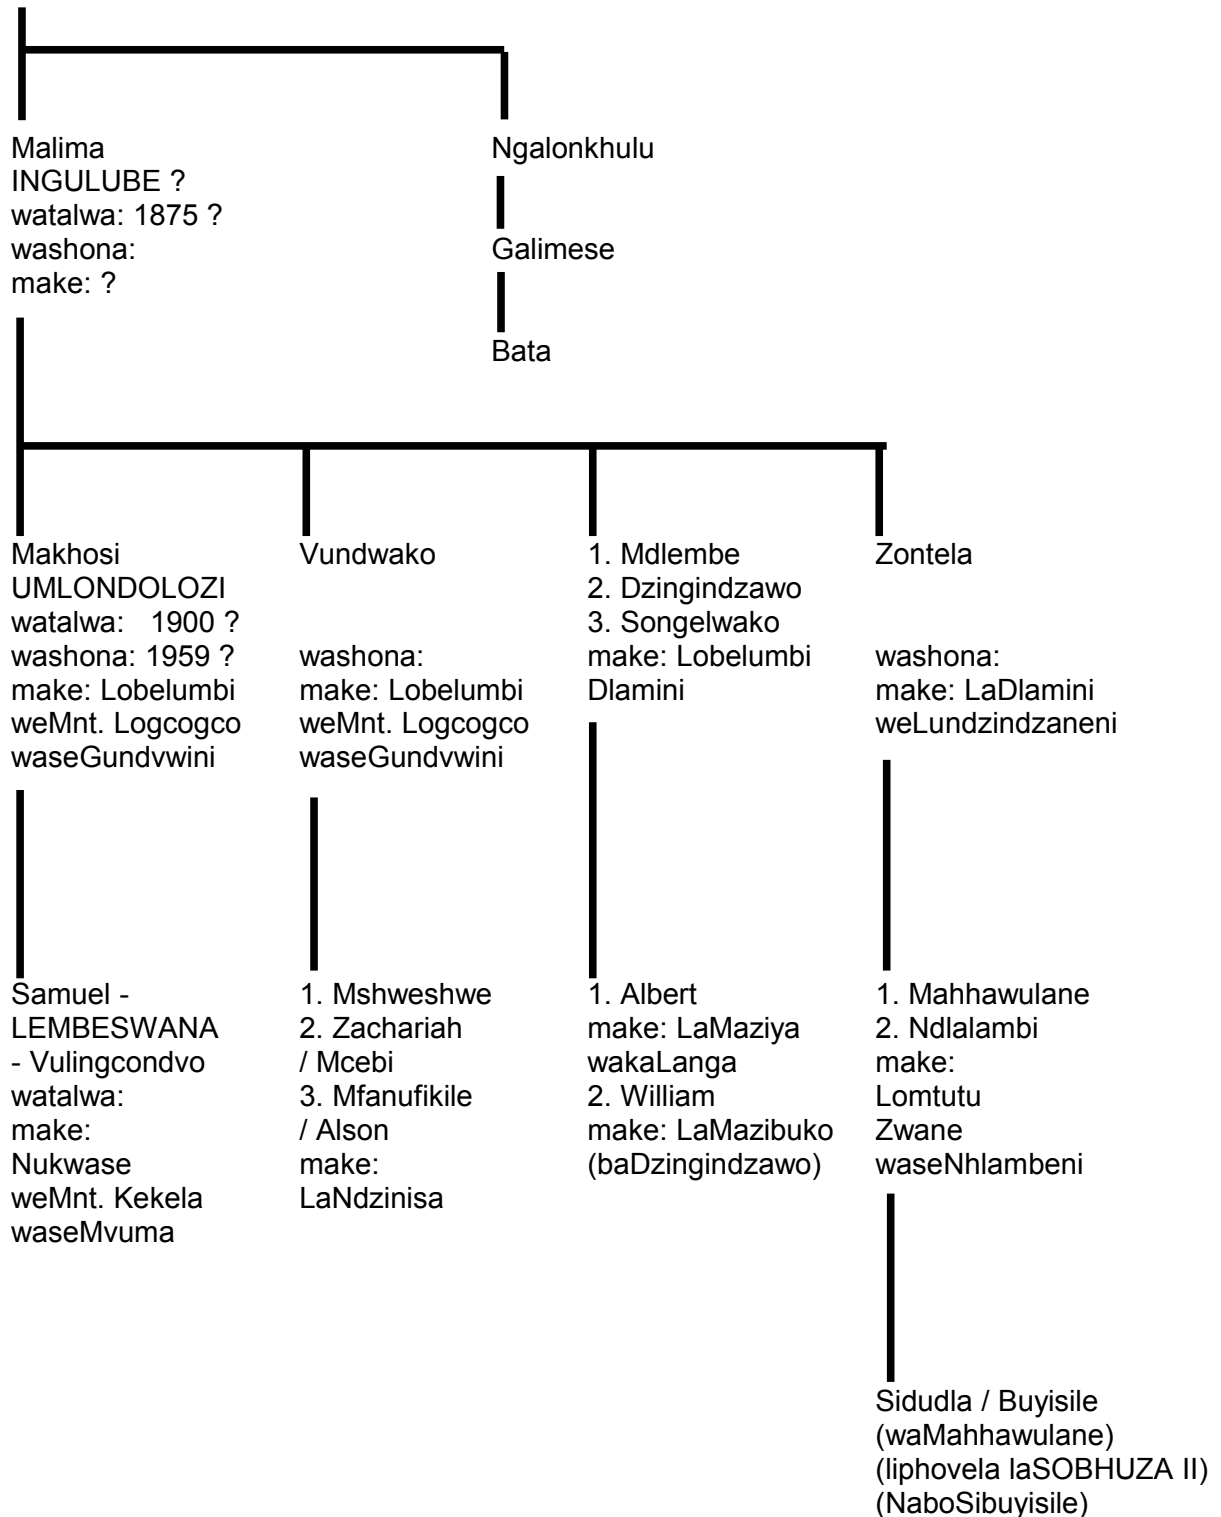 Malima
INGULUBE ?
watalwa: 1875 ?
washona:
make: ?
Ngalonkhulu
Galimese
Bata
Makhosi
UMLONDOLOZI
watalwa: 1900 ?
washona: 1959 ?
make: Lobelumbi
weMnt. Logcogco
waseGundvwini
Vundwako
washona:
make: Lobelumbi
weMnt. Logcogco
waseGundvwini
1. Mdlembe
2. Dzingindzawo
3. Songelwako
make: Lobelumbi
Dlamini
Zontela
washona:
make: LaDlamini
weLundzindzaneni
Samuel -
LEMBESWANA
- Vulingcondvo
watalwa:
make:
Nukwase
weMnt. Kekela
waseMvuma
1. Mshweshwe
2. Zachariah
/ Mcebi
3. Mfanufikile
/ Alson
make:
LaNdzinisa
1. Albert
make: LaMaziya
wakaLanga
2. William
make: LaMazibuko
(baDzingindzawo)
1. Mahhawulane
2. Ndlalambi
make:
Lomtutu
Zwane
waseNhlambeni
Sidudla / Buyisile
(waMahhawulane)
(liphovela laSOBHUZA II)
(NaboSibuyisile)